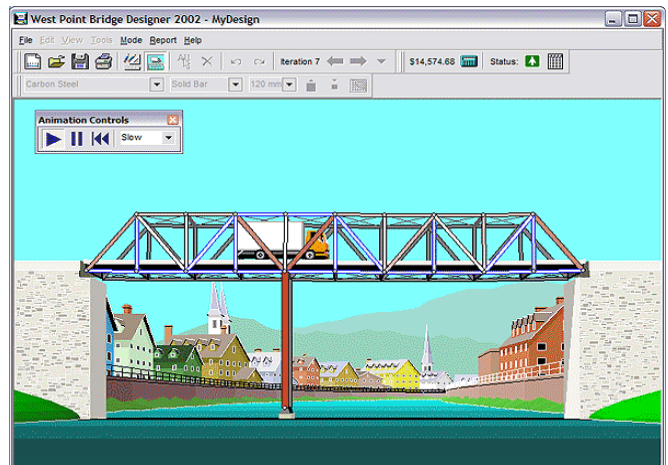 West Point Bridge Designer 2002 - MyDesign
File Edit View Tools Mode Report Help
Iteration 7 $14,574.68 Status:
Carbon Steel Solid Bar 120 mm
Animation Controls
Slow